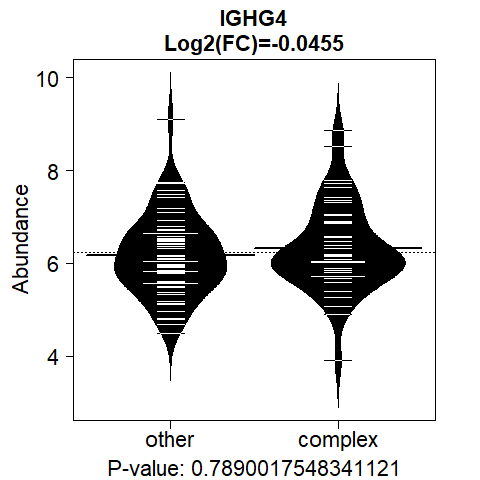 IGHG4
Log2(FC)=-0.0455
Abundance
10
8
6
4
other complex
P-value: 0.7890017548341121